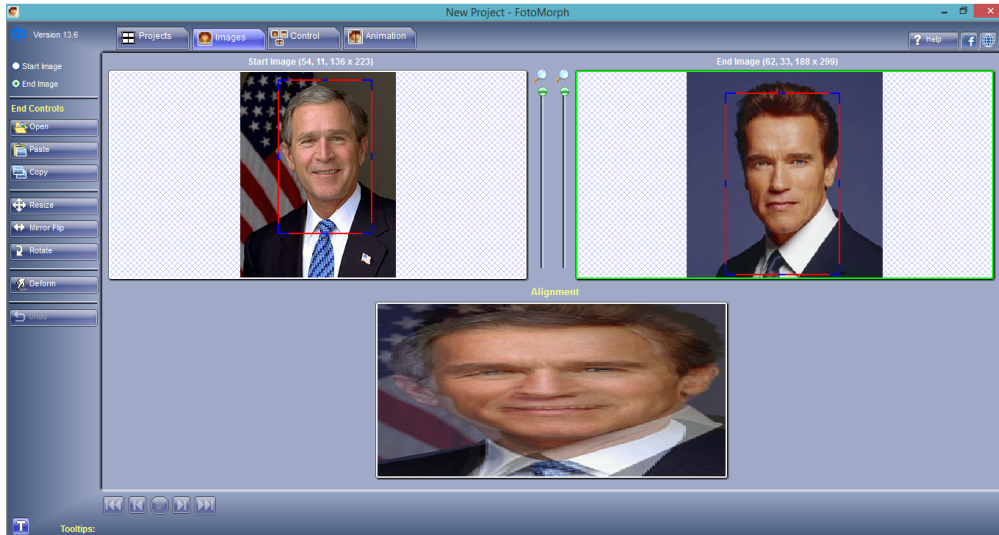 New Project - FotoMorph
Version 13.6
Projects
Images
Control
Animation
? Help
f
Start Image
End Image
Start Image (54, 11, 136 x 223)
End Image (62, 33, 188 x 299)
End Controls
Open
Paste
Copy
Resize
Mirror Flip
Rotate
Deform
Undo
Alignment
T
Tooltips: